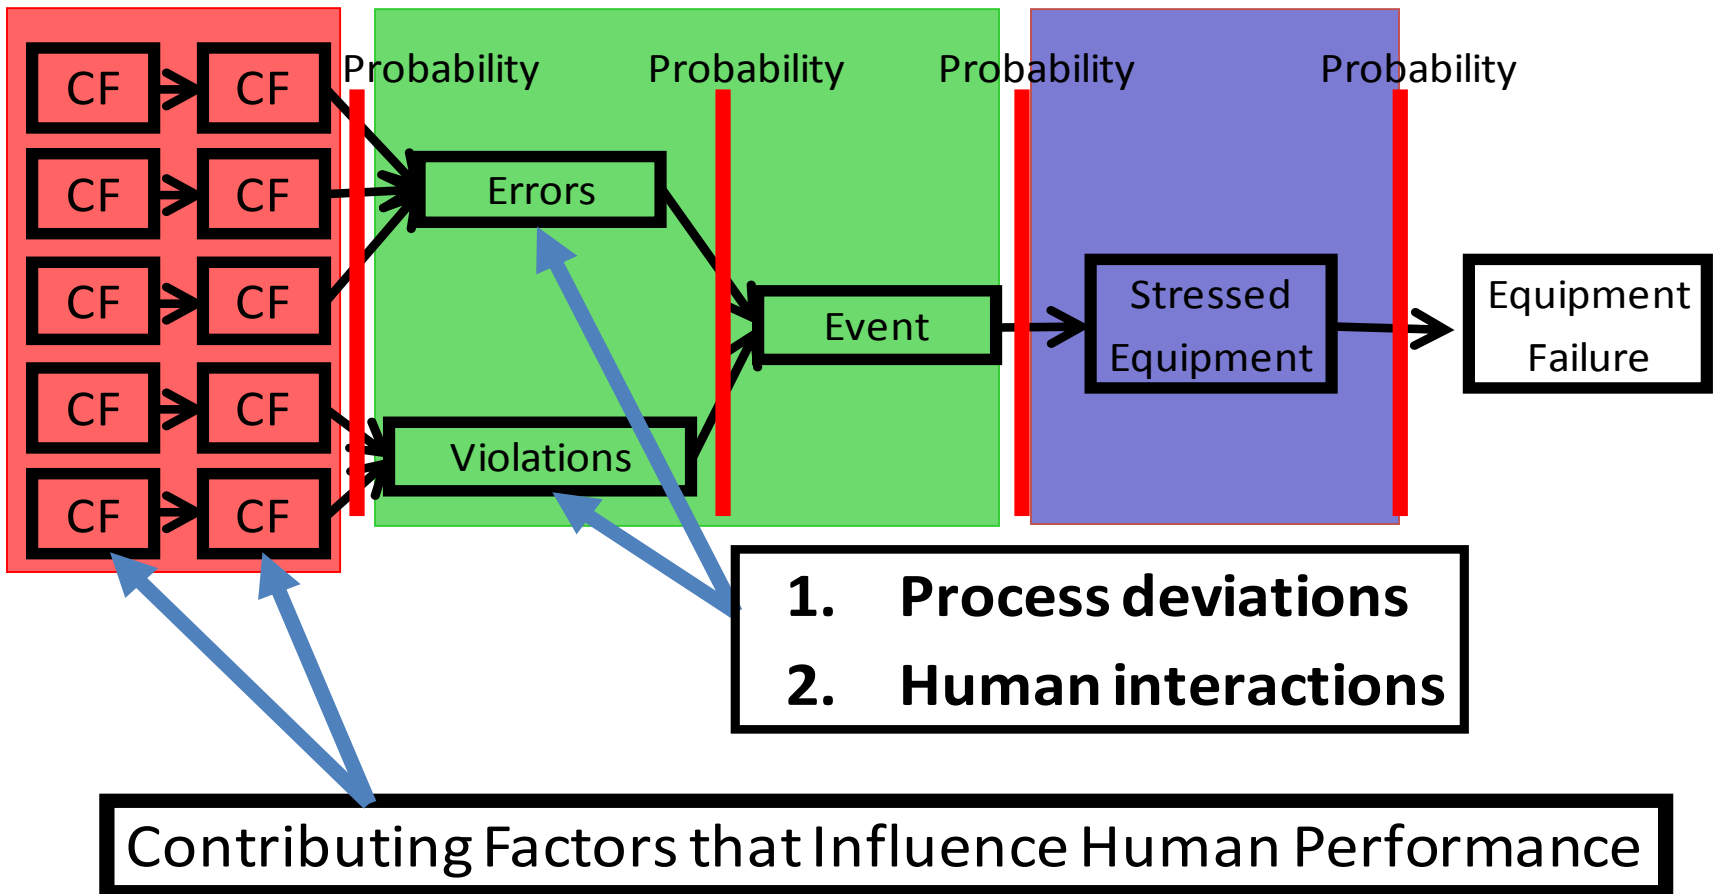 Probability Probability Probability Probability
CF CF
CF CF
CF CF
CF CF
CF CF
Errors
Violations
Event
Stressed
Equipment
Equipment
Failure
1. Process deviations
2. Human interactions
Contributing Factors that Influence Human Performance